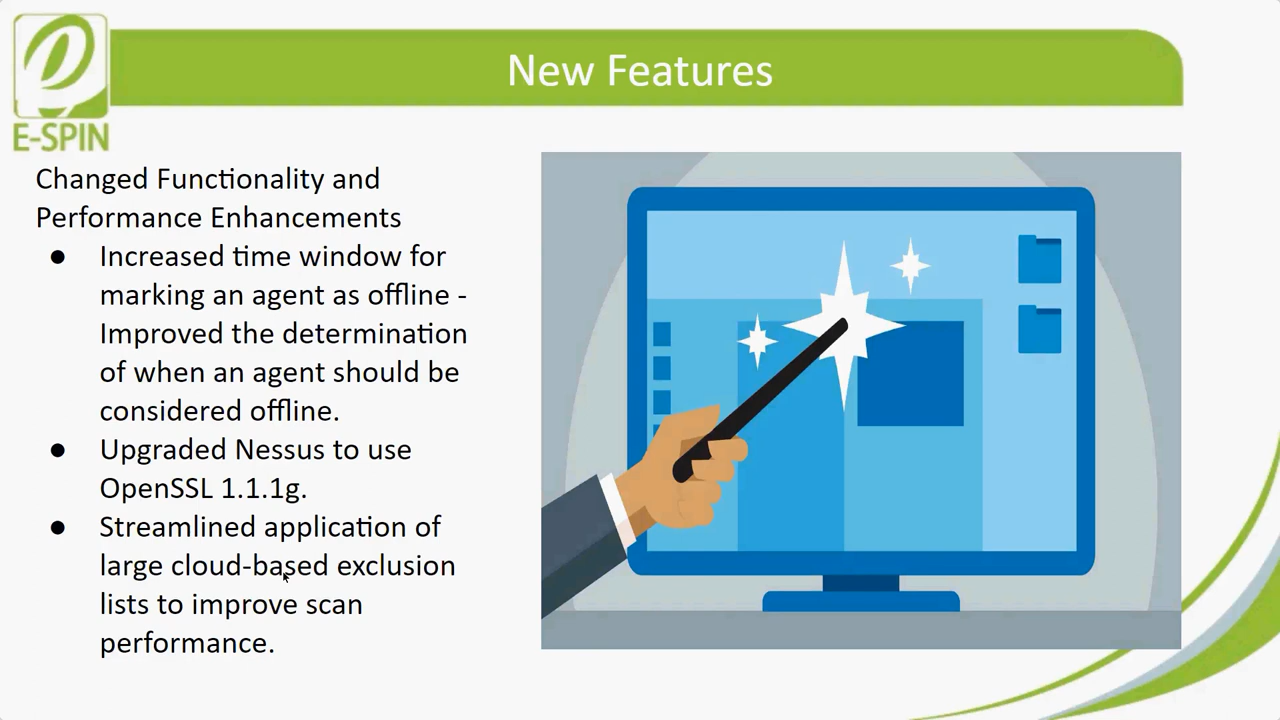 New Features
E-SPIN
Changed Functionality and
Performance Enhancements
● Increased time window for
marking an agent as offline -
Improved the determination
of when an agent should be
considered offline.
● Upgraded Nessus to use
OpenSSL 1.1.1g.
● Streamlined application of
large cloud-based exclusion
lists to improve scan
performance.